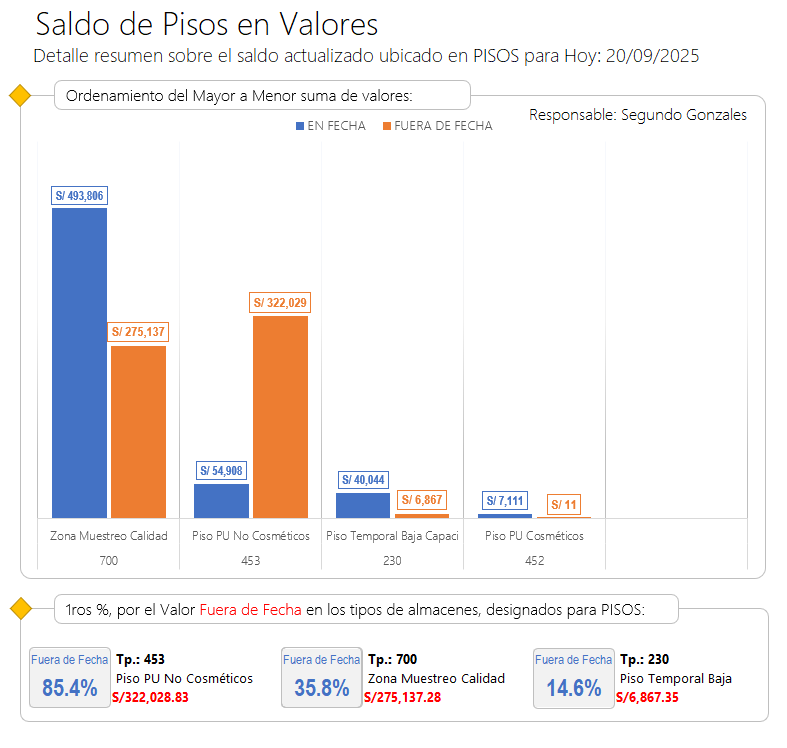 Saldo de Pisos en Valores
Detalle resumen sobre el saldo actualizado ubicado en PISOS para Hoy: 20/09/2025
Ordenamiento del Mayor a Menor suma de valores:
Responsable: Segundo Gonzales
EN FECHA FUERA DE FECHA
S/ 493,806
S/ 275,137
S/ 54,908
S/ 322,029
S/ 40,044
S/ 6,867
S/ 7,111
S/ 11
Zona Muestreo Calidad Piso PU No Cosméticos Piso Temporal Baja Capaci Piso PU Cosméticos
700 453 230 452
1ros %, por el Valor Fuera de Fecha en los tipos de almacenes, designados para PISOS:
Fuera de Fecha
85.4%
Tp.: 453
Piso PU No Cosméticos
S/322,028.83
Fuera de Fecha
35.8%
Tp.: 700
Zona Muestreo Calidad
S/275,137.28
Fuera de Fecha
14.6%
Tp.: 230
Piso Temporal Baja
S/6,867.35